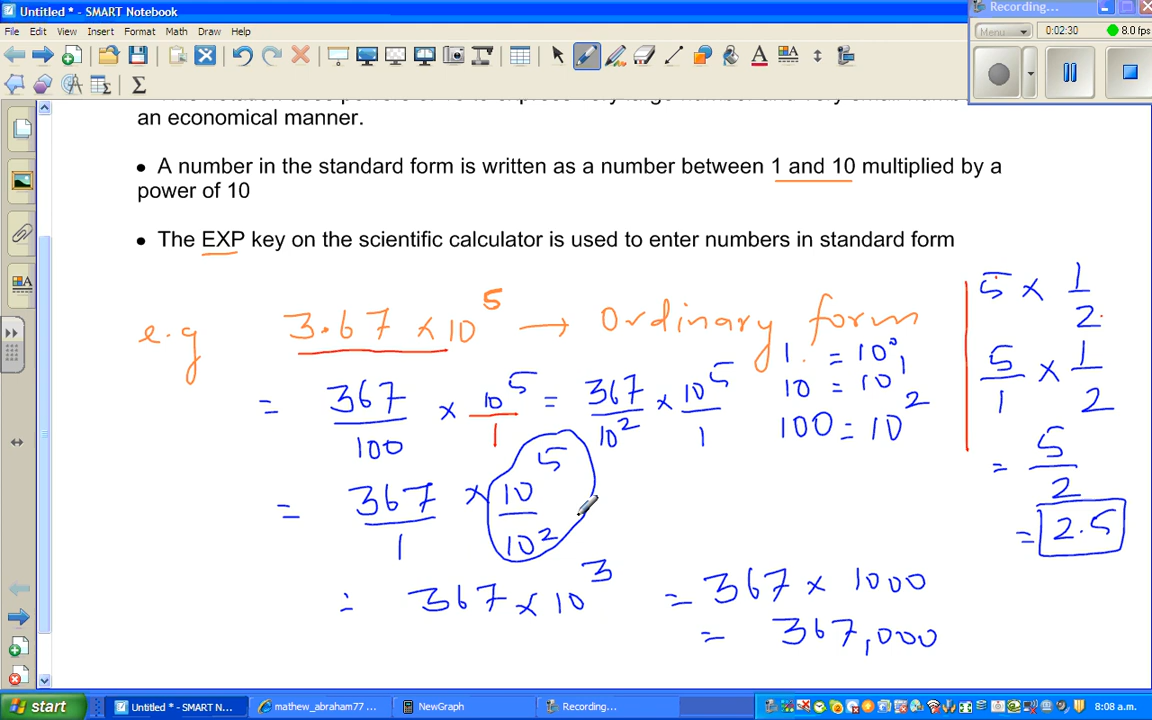 Untitled * - SMART Notebook
Recording...
File Edit View Insert Format Math Draw Help
Menu
0:02:30
8.0 fps
an economical manner.
• A number in the standard form is written as a number between 1 and 10 multiplied by a
power of 10
• The EXP key on the scientific calculator is used to enter numbers in standard form
e.g 3.67 × 10^5 → Ordinary form
= 367/100 × 10^5/1 = 367/10^2 × 10^5/1
1 = 10^0
10 = 10^1
100 = 10^2
= 367/1 × 10^5/10^2
= 367 × 10^3 = 367 × 1000
= 367,000
5 × 1/2
5/1 × 1/2
= 5/2
= 2.5
start
Untitled * - SMART N...
mathew_abraham77 ...
NewGraph
Recording...
8:08 a.m.